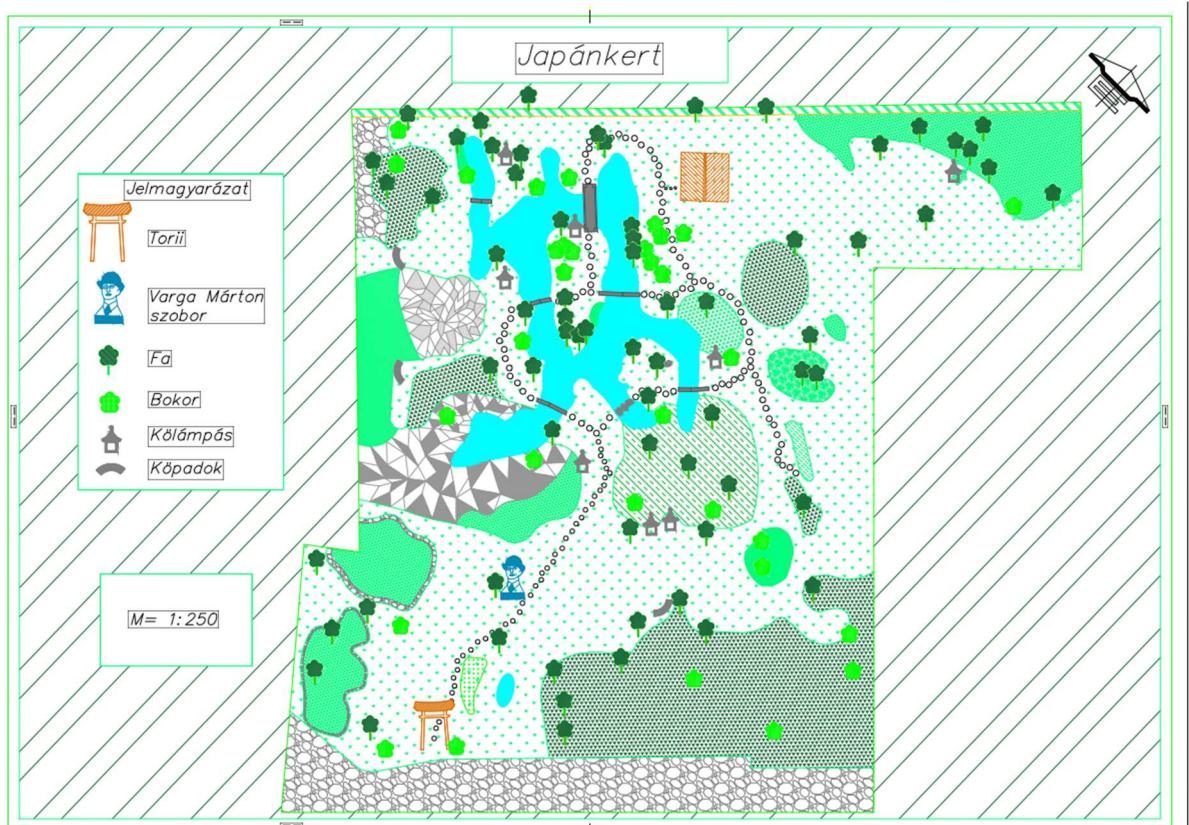 Japánkert
Jelmagyarázat
Torii
Varga Márton
szobor
Fa
Bokor
Kőlámpás
Kőpadok
M= 1:250